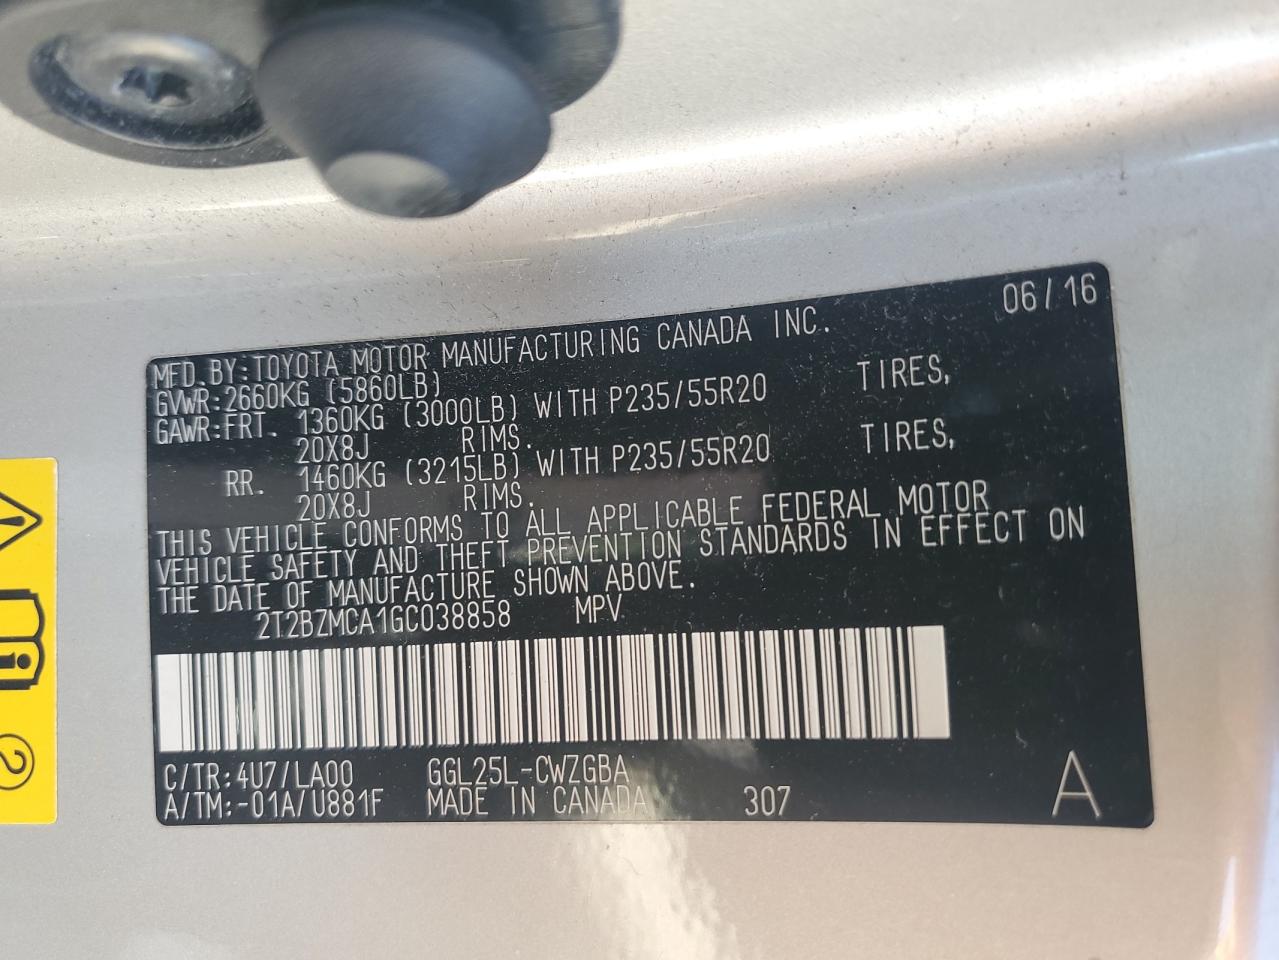 06/16
MFD.BY:TOYOTA MOTOR MANUFACTURING CANADA INC.
GVWR:2660KG (5860LB)
GAWR:FRT. 1360KG (3000LB) WITH P235/55R20 TIRES,
20X8J RIMS.
RR. 1460KG (3215LB) WITH P235/55R20 TIRES,
20X8J RIMS.
THIS VEHICLE CONFORMS TO ALL APPLICABLE FEDERAL MOTOR
VEHICLE SAFETY AND THEFT PREVENTION STANDARDS IN EFFECT ON
THE DATE OF MANUFACTURE SHOWN ABOVE.
2T2BZMCA1GC038858 MPV
C/TR:4U7/LA00 GGL25L-CWZGBA
A/TM:-01A/U881F MADE IN CANADA 307 A
2